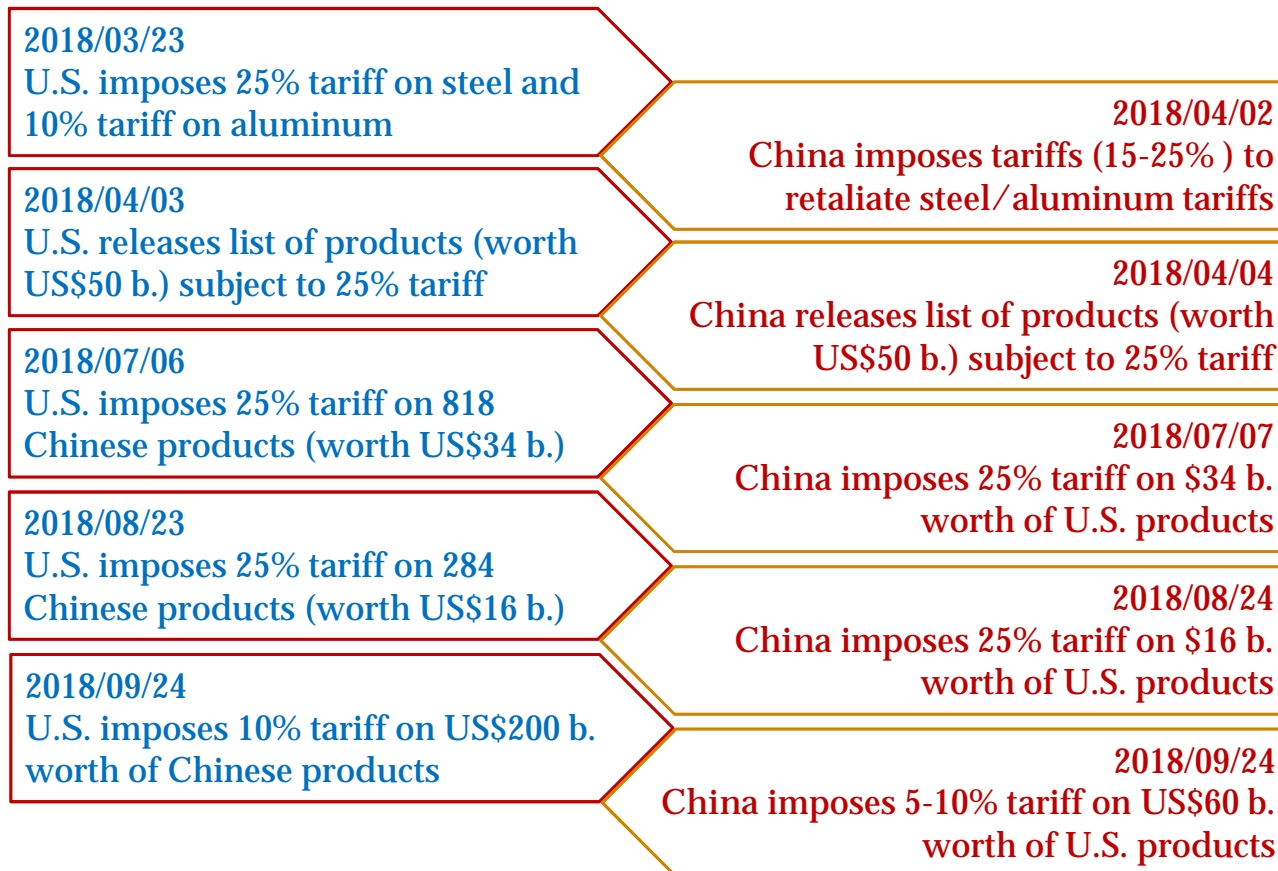 2018/03/23
U.S. imposes 25% tariff on steel and
10% tariff on aluminum
2018/04/02
China imposes tariffs (15-25% ) to
retaliate steel/aluminum tariffs
2018/04/03
U.S. releases list of products (worth
US$50 b.) subject to 25% tariff
2018/04/04
China releases list of products (worth
US$50 b.) subject to 25% tariff
2018/07/06
U.S. imposes 25% tariff on 818
Chinese products (worth US$34 b.)
2018/07/07
China imposes 25% tariff on $34 b.
worth of U.S. products
2018/08/23
U.S. imposes 25% tariff on 284
Chinese products (worth US$16 b.)
2018/08/24
China imposes 25% tariff on $16 b.
worth of U.S. products
2018/09/24
U.S. imposes 10% tariff on US$200 b.
worth of Chinese products
2018/09/24
China imposes 5-10% tariff on US$60 b.
worth of U.S. products